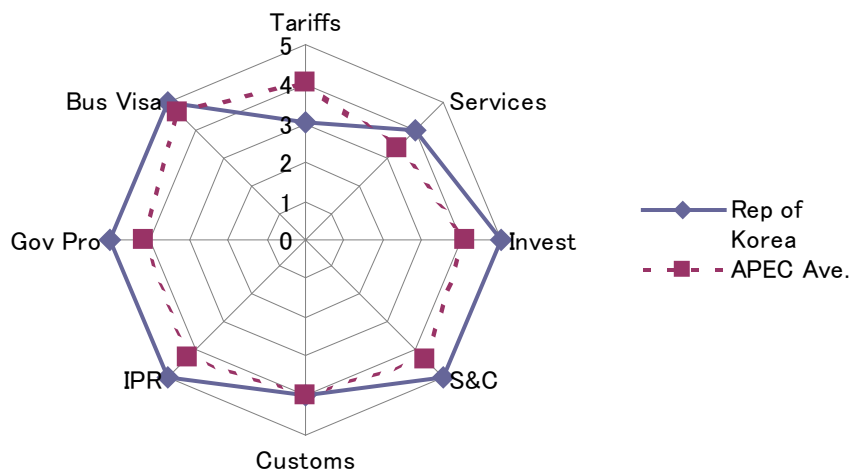 Tariffs
5
Bus Visa
4
Services
3
2
1
Gov Pro
0
Invest
Rep of
Korea
APEC Ave.
IPR
S&C
Customs